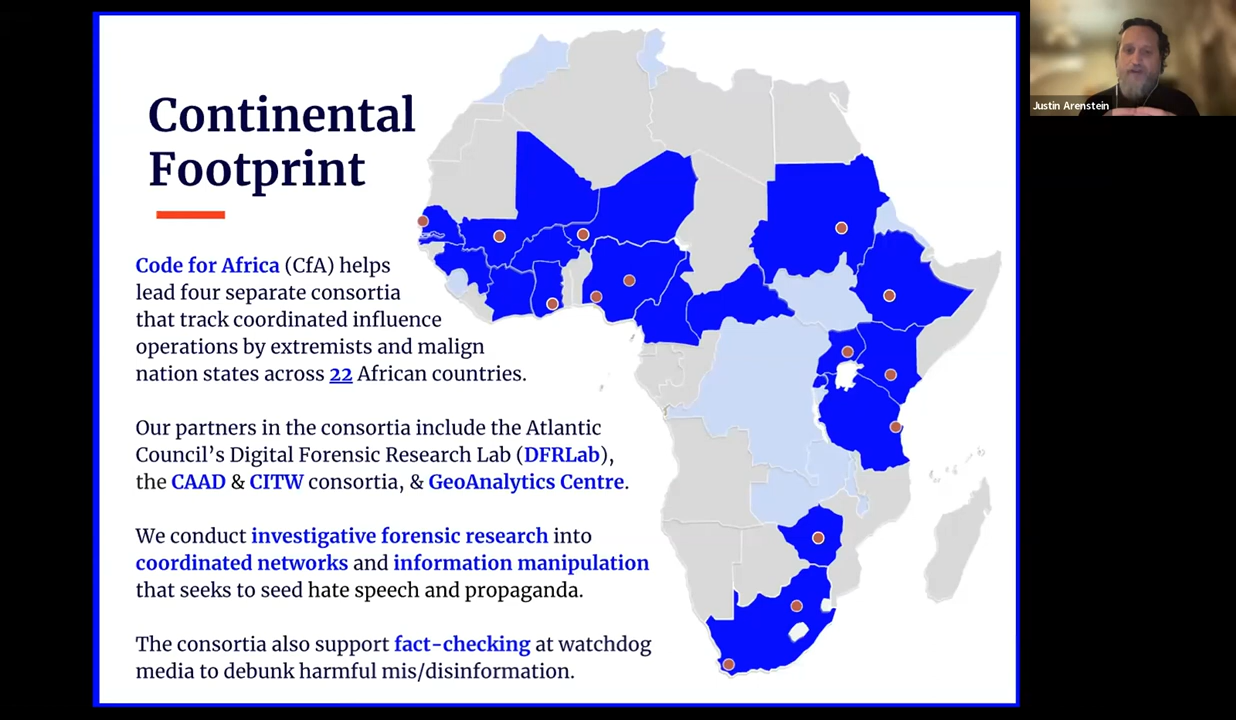 Continental
Footprint
Code for Africa (CfA) helps
lead four separate consortia
that track coordinated influence
operations by extremists and malign
nation states across 22 African countries.
Our partners in the consortia include the Atlantic
Council’s Digital Forensic Research Lab (DFRLab),
the CAAD & CITW consortia, & GeoAnalytics Centre.
We conduct investigative forensic research into
coordinated networks and information manipulation
that seeks to seed hate speech and propaganda.
The consortia also support fact-checking at watchdog
media to debunk harmful mis/disinformation.
Justin Arenstein